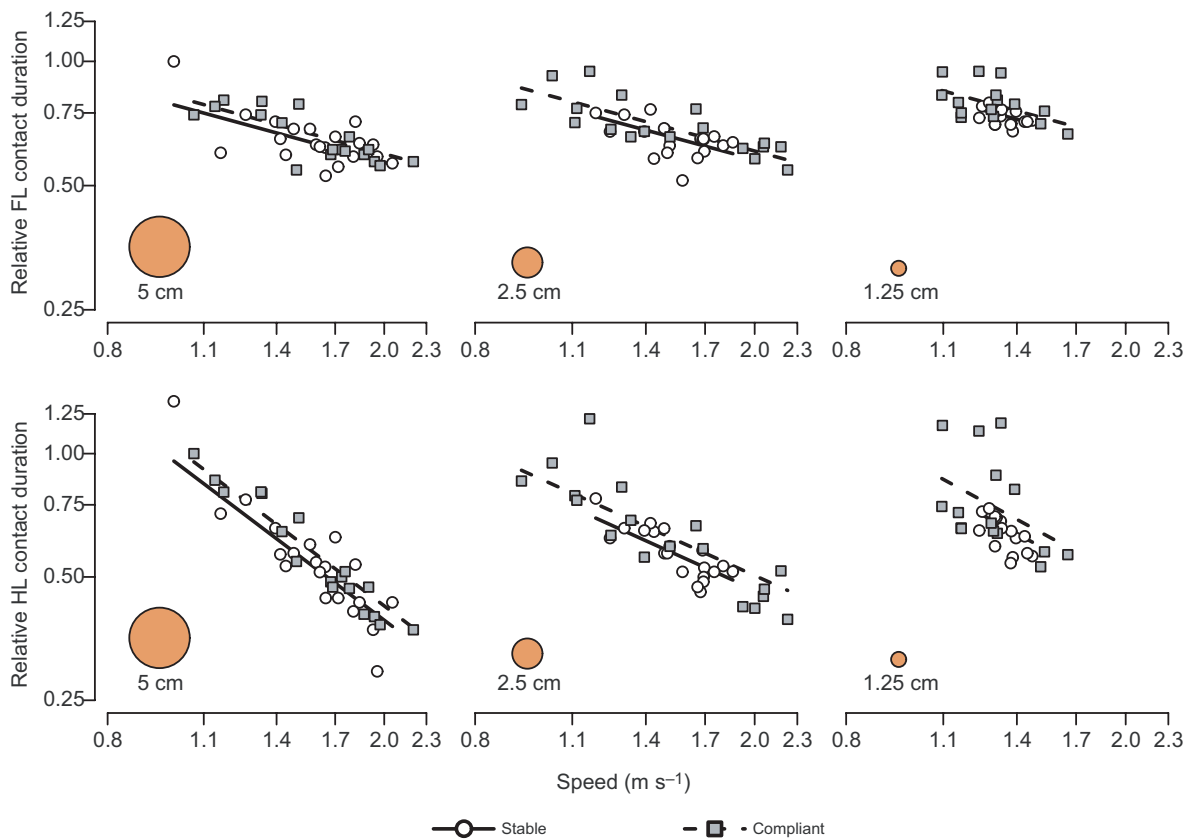 Relative FL contact duration
1.25
1.00
0.75
0.50
0.25
5 cm
2.5 cm
1.25 cm
0.8 1.1 1.4 1.7 2.0 2.3
0.8 1.1 1.4 1.7 2.0 2.3
0.8 1.1 1.4 1.7 2.0 2.3
Relative HL contact duration
1.25
1.00
0.75
0.50
0.25
5 cm
2.5 cm
1.25 cm
0.8 1.1 1.4 1.7 2.0 2.3
0.8 1.1 1.4 1.7 2.0 2.3
0.8 1.1 1.4 1.7 2.0 2.3
Speed (m s–1)
Stable
Compliant